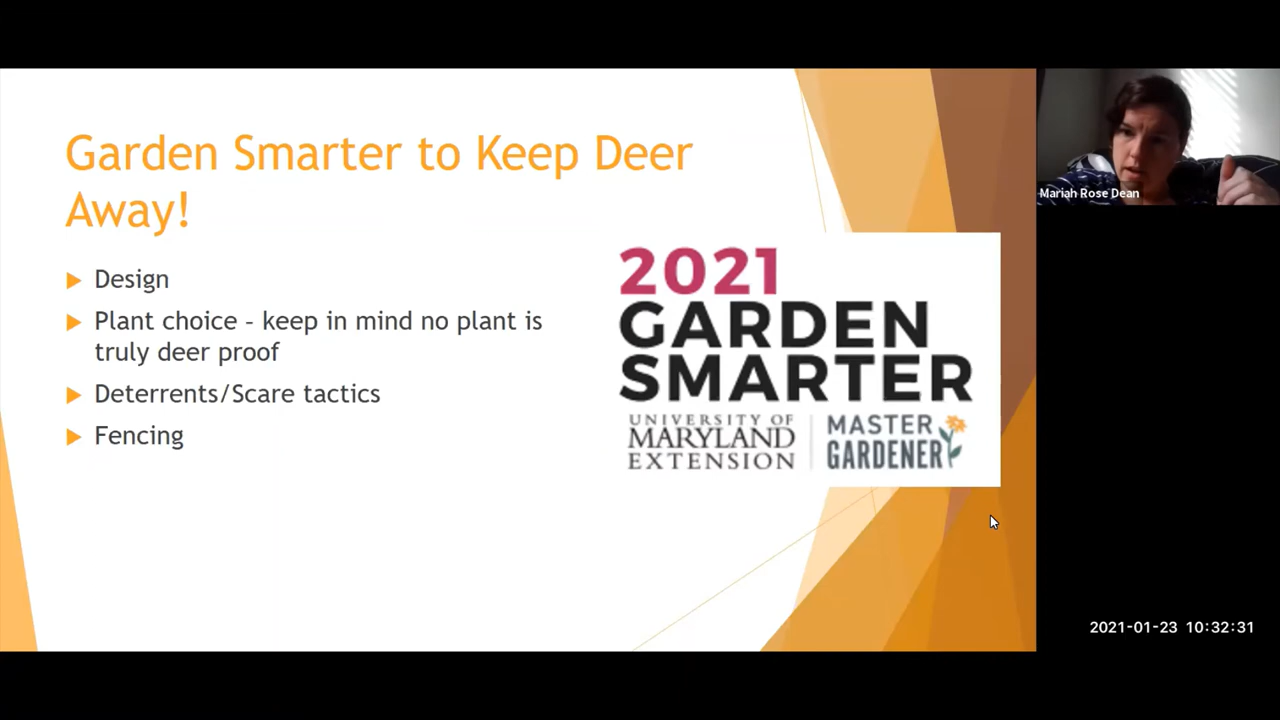 Garden Smarter to Keep Deer
Away!
Design
Plant choice – keep in mind no plant is
truly deer proof
Deterrents/Scare tactics
Fencing
2021
GARDEN
SMARTER
UNIVERSITY OF
MARYLAND
EXTENSION
MASTER
GARDENER
Mariah Rose Dean
2021-01-23 10:32:31